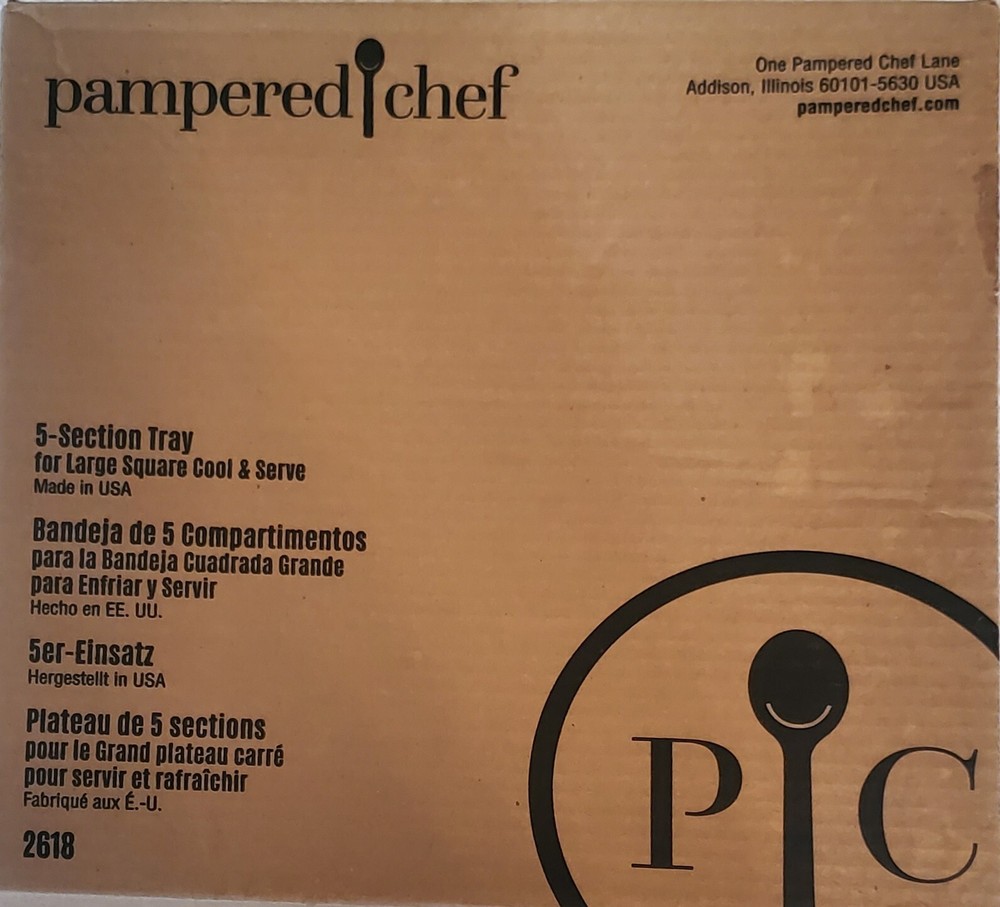 pampered chef
One Pampered Chef Lane
Addison, Illinois 60101-5630 USA
pamperedchef.com
5-Section Tray
for Large Square Cool & Serve
Made in USA
Bandeja de 5 Compartimentos
para la Bandeja Cuadrada Grande
para Enfriar y Servir
Hecho en EE. UU.
5er-Einsatz
Hergestellt in USA
Plateau de 5 sections
pour le Grand plateau carré
pour servir et rafraîchir
Fabriqué aux É.-U.
2618
P C